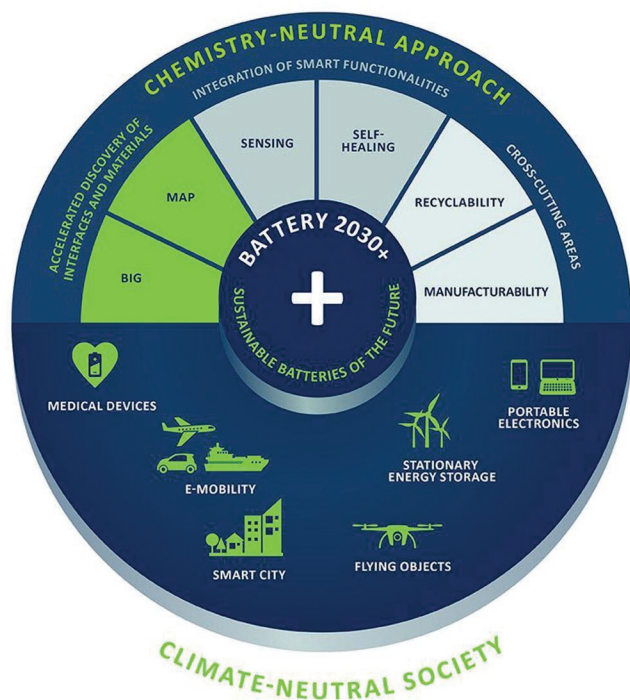 CHEMISTRY-NEUTRAL APPROACH
INTEGRATION OF SMART FUNCTIONALITIES
ACCELERATED DISCOVERY OF
INTERFACES AND MATERIALS
CROSS-CUTTING AREAS
BIG
MAP
SENSING
SELF-
HEALING
RECYCLABILITY
MANUFACTURABILITY
BATTERY 2030+
SUSTAINABLE BATTERIES OF THE FUTURE
MEDICAL DEVICES
E-MOBILITY
SMART CITY
FLYING OBJECTS
STATIONARY
ENERGY STORAGE
PORTABLE
ELECTRONICS
CLIMATE-NEUTRAL SOCIETY